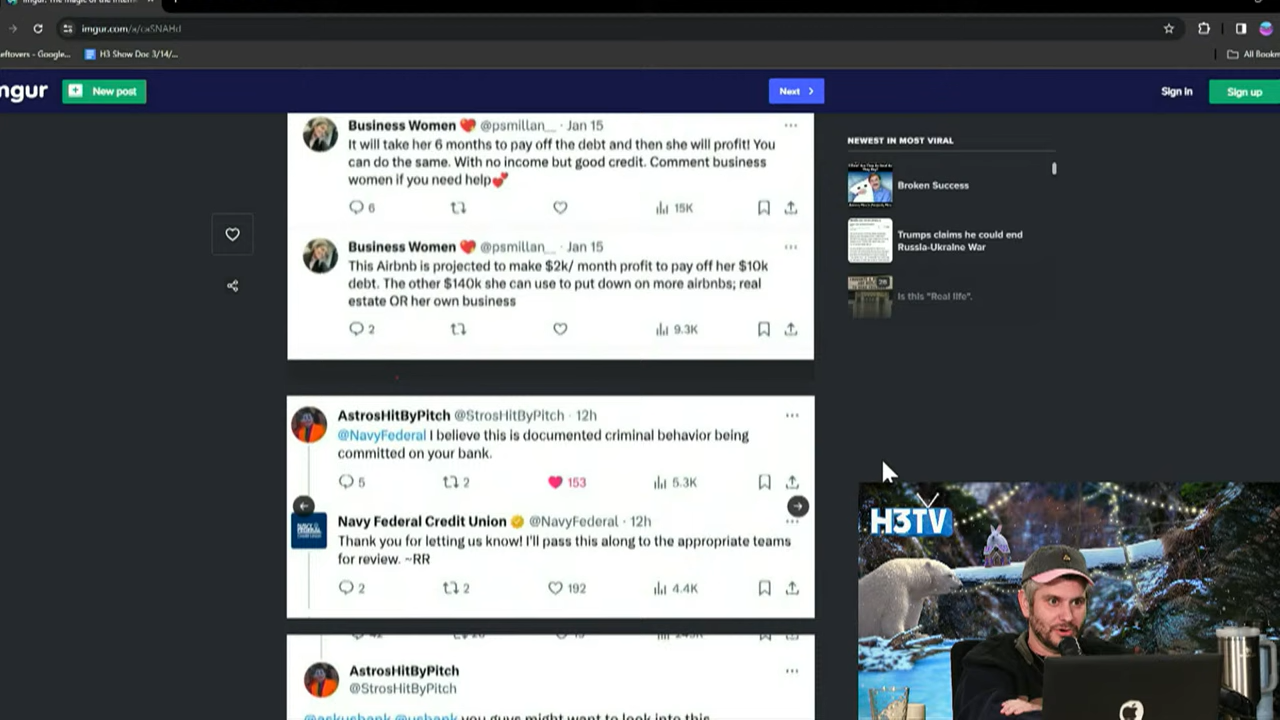 imgur.com/a/caSNAHd
eftovers - Google...
H3 Show Doc 3/14/...
All Bookm
ngur
New post
Next
Sign in
Sign up
Business Women ❤️ @psmillan__ · Jan 15
It will take her 6 months to pay off the debt and then she will profit! You
can do the same. With no income but good credit. Comment business
women if you need help💕
6
15K
Business Women ❤️ @psmillan__ · Jan 15
This Airbnb is projected to make $2k/ month profit to pay off her $10k
debt. The other $140k she can use to put down on more airbnbs; real
estate OR her own business
2
9.3K
NEWEST IN MOST VIRAL
Broken Success
Trumps claims he could end
Russia-Ukraine War
Is this "Real life".
AstrosHitByPitch @StrosHitByPitch · 12h
@NavyFederal I believe this is documented criminal behavior being
committed on your bank.
5
2
153
5.3K
Navy Federal Credit Union @NavyFederal · 12h
Thank you for letting us know! I'll pass this along to the appropriate teams
for review. ~RR
2
2
192
4.4K
AstrosHitByPitch
@StrosHitByPitch
@askusbank @usbank you guys might want to look into this
H3TV